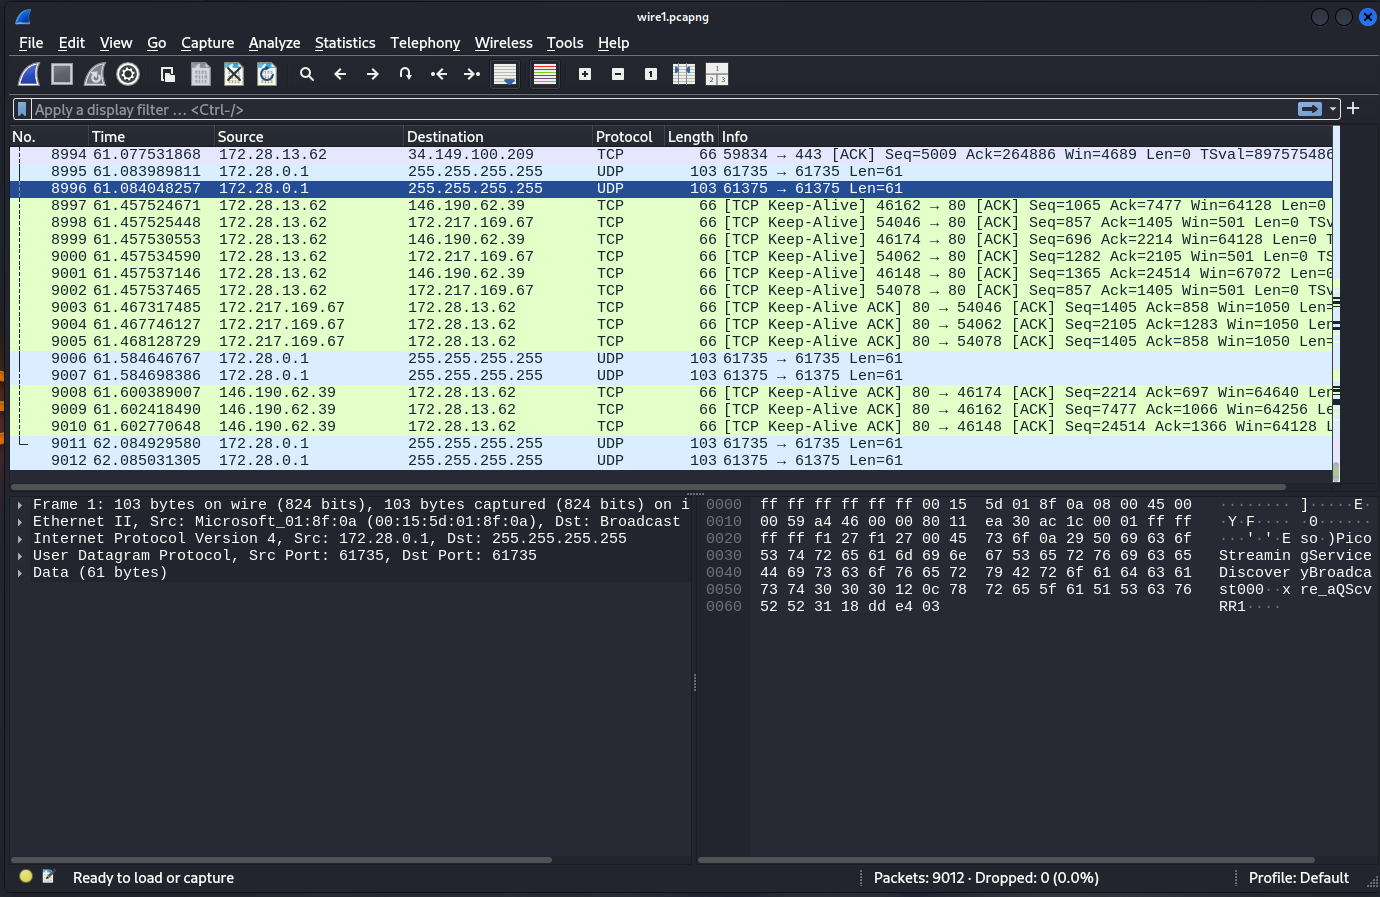 wire1.pcapng
File Edit View Go Capture Analyze Statistics Telephony Wireless Tools Help
Apply a display filter … <Ctrl-/>
No. Time Source Destination Protocol Length Info
8994 61.077531868 172.28.13.62 34.149.100.209 TCP 66 59834 → 443 [ACK] Seq=5009 Ack=264886 Win=4689 Len=0 TSval=897575486
8995 61.083989811 172.28.0.1 255.255.255.255 UDP 103 61735 → 61735 Len=61
8996 61.084048257 172.28.0.1 255.255.255.255 UDP 103 61375 → 61375 Len=61
8997 61.457524671 172.28.13.62 146.190.62.39 TCP 66 [TCP Keep-Alive] 46162 → 80 [ACK] Seq=1065 Ack=7477 Win=64128 Len=0
8998 61.457525448 172.28.13.62 172.217.169.67 TCP 66 [TCP Keep-Alive] 54046 → 80 [ACK] Seq=857 Ack=1405 Win=501 Len=0 TSv
8999 61.457530553 172.28.13.62 146.190.62.39 TCP 66 [TCP Keep-Alive] 46174 → 80 [ACK] Seq=696 Ack=2214 Win=64128 Len=0 T
9000 61.457534590 172.28.13.62 172.217.169.67 TCP 66 [TCP Keep-Alive] 54062 → 80 [ACK] Seq=1282 Ack=2105 Win=501 Len=0 TS
9001 61.457537146 172.28.13.62 146.190.62.39 TCP 66 [TCP Keep-Alive] 46148 → 80 [ACK] Seq=1365 Ack=24514 Win=67072 Len=0
9002 61.457537465 172.28.13.62 172.217.169.67 TCP 66 [TCP Keep-Alive] 54078 → 80 [ACK] Seq=857 Ack=1405 Win=501 Len=0 TSv
9003 61.467317485 172.217.169.67 172.28.13.62 TCP 66 [TCP Keep-Alive ACK] 80 → 54046 [ACK] Seq=1405 Ack=858 Win=1050 Len=
9004 61.467746127 172.217.169.67 172.28.13.62 TCP 66 [TCP Keep-Alive ACK] 80 → 54062 [ACK] Seq=2105 Ack=1283 Win=1050 Len
9005 61.468128729 172.217.169.67 172.28.13.62 TCP 66 [TCP Keep-Alive ACK] 80 → 54078 [ACK] Seq=1405 Ack=858 Win=1050 Len=
9006 61.584646767 172.28.0.1 255.255.255.255 UDP 103 61735 → 61735 Len=61
9007 61.584698386 172.28.0.1 255.255.255.255 UDP 103 61375 → 61375 Len=61
9008 61.600389007 146.190.62.39 172.28.13.62 TCP 66 [TCP Keep-Alive ACK] 80 → 46174 [ACK] Seq=2214 Ack=697 Win=64640 Len
9009 61.602418490 146.190.62.39 172.28.13.62 TCP 66 [TCP Keep-Alive ACK] 80 → 46162 [ACK] Seq=7477 Ack=1066 Win=64256 Le
9010 61.602770648 146.190.62.39 172.28.13.62 TCP 66 [TCP Keep-Alive ACK] 80 → 46148 [ACK] Seq=24514 Ack=1366 Win=64128 L
9011 62.084929580 172.28.0.1 255.255.255.255 UDP 103 61735 → 61735 Len=61
9012 62.085031305 172.28.0.1 255.255.255.255 UDP 103 61375 → 61375 Len=61
Frame 1: 103 bytes on wire (824 bits), 103 bytes captured (824 bits) on i
Ethernet II, Src: Microsoft_01:8f:0a (00:15:5d:01:8f:0a), Dst: Broadcast
Internet Protocol Version 4, Src: 172.28.0.1, Dst: 255.255.255.255
User Datagram Protocol, Src Port: 61735, Dst Port: 61735
Data (61 bytes)
0000 ff ff ff ff ff ff 00 15 5d 01 8f 0a 08 00 45 00 ········ ]·····E·
0010 00 59 a4 46 00 00 80 11 ea 30 ac 1c 00 01 ff ff ·Y·F···· ·0······
0020 ff ff f1 27 f1 27 00 45 73 6f 0a 29 50 69 63 6f ···'·'·E so·)Pico
0030 53 74 72 65 61 6d 69 6e 67 53 65 72 76 69 63 65 Streamin gService
0040 44 69 73 63 6f 76 65 72 79 42 72 6f 61 64 63 61 Discover yBroadca
0050 73 74 30 30 30 12 0c 78 72 65 5f 61 51 53 63 76 st000··x re_aQScv
0060 52 52 31 18 dd e4 03 RR1····
Ready to load or capture
Packets: 9012 · Dropped: 0 (0.0%)
Profile: Default